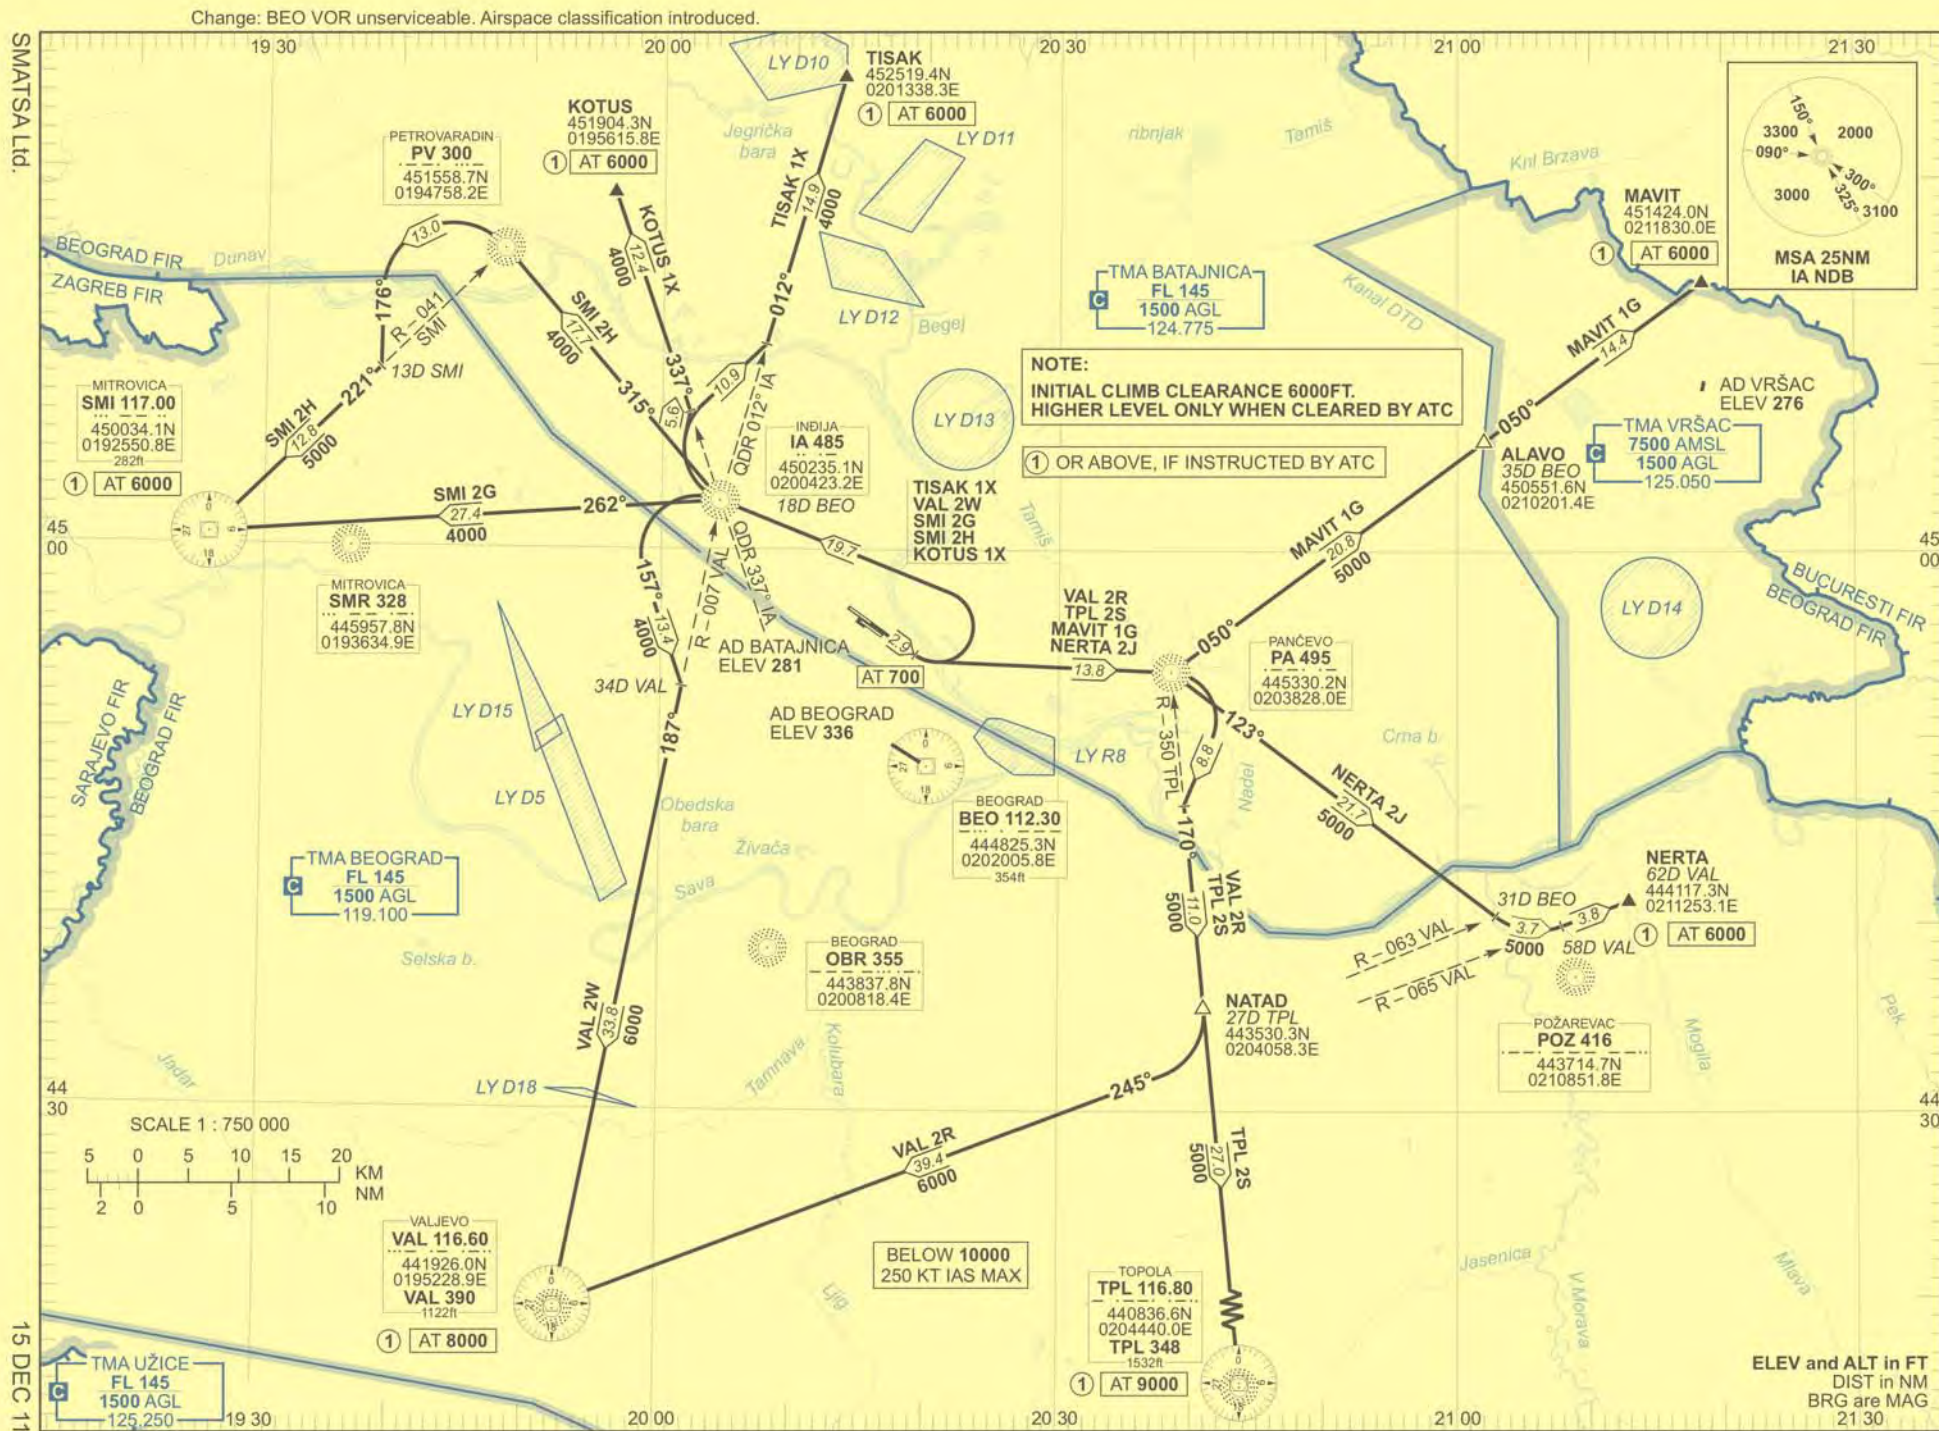 Change: BEO VOR unserviceable. Airspace classification introduced.
SMATSA Ltd.
15 DEC 11
19 30
20 00
20 30
21 00
21 30
LY D10
TISAK
452519.4N
0201338.3E
1 AT 6000
KOTUS
451904.3N
0195615.8E
1 AT 6000
PETROVARADIN
PV 300
451558.7N
0194758.2E
Jegrička
bara
LY D11
ribnjak
Tamiš
Knl Brzava
MAVIT
451424.0N
0211830.0E
1 AT 6000
150°
3300
2000
090°
300°
325°
3000
3100
MSA 25NM
IA NDB
BEOGRAD FIR
ZAGREB FIR
Dunav
13.0
176°
R – 041
SMI
13D SMI
SMI 2H
17.7
4000
315°
KOTUS 1X
12.4
4000
337°
5.6
TISAK 1X
14.9
4000
012°
10.9
QDR 012° IA
LY D12
Begej
TMA BATAJNICA
C
FL 145
1500 AGL
124.775
Kanal DTD
MAVIT 1G
14.4
050°
NOTE:
INITIAL CLIMB CLEARANCE 6000FT.
HIGHER LEVEL ONLY WHEN CLEARED BY ATC
1 OR ABOVE, IF INSTRUCTED BY ATC
AD VRŠAC
ELEV 276
TMA VRŠAC
C
7500 AMSL
1500 AGL
125.050
ALAVO
35D BEO
450551.6N
0210201.4E
MITROVICA
SMI 117.00
450034.1N
0192550.8E
282ft
1 AT 6000
SMI 2H
12.8
5000
221°
SMI 2G
27.4
4000
262°
INĐIJA
IA 485
450235.1N
0200423.2E
18D BEO
LY D13
TISAK 1X
VAL 2W
SMI 2G
SMI 2H
KOTUS 1X
Tamiš
19.7
45
00
45
00
MITROVICA
SMR 328
445957.8N
0193634.9E
157°
13.4
4000
R – 007 VAL
QDR 337° IA
34D VAL
187°
AD BATAJNICA
ELEV 281
2.9
AT 700
VAL 2R
TPL 2S
MAVIT 1G
NERTA 2J
13.8
MAVIT 1G
20.8
5000
050°
PANČEVO
PA 495
445330.2N
0203828.0E
LY D14
BUCURESTI FIR
BEOGRAD FIR
SARAJEVO FIR
BEOGRAD FIR
LY D15
LY D5
AD BEOGRAD
ELEV 336
BEOGRAD
BEO 112.30
444825.3N
0202005.8E
354ft
LY R8
R – 350 TPL
8.8
170°
123°
Nadel
Crna b.
NERTA 2J
21.7
5000
Obedska
bara
Živača
Sava
TMA BEOGRAD
C
FL 145
1500 AGL
119.100
Selska b.
BEOGRAD
OBR 355
443837.8N
0200818.4E
VAL 2R
TPL 2S
11.0
5000
NERTA
62D VAL
444117.3N
0211253.1E
1 AT 6000
31D BEO
3.8
3.7
5000
58D VAL
R – 063 VAL
R – 065 VAL
POŽAREVAC
POZ 416
443714.7N
0210851.8E
Pek
Mogila
VAL 2W
33.8
6000
NATAD
27D TPL
443530.3N
0204058.3E
Kolubara
Tamnava
Jadar
LY D18
245°
44
30
44
30
SCALE 1 : 750 000
5 0 5 10 15 20
KM
NM
2 0 5 10
VAL 2R
39.4
6000
TPL 2S
27.0
5000
VALJEVO
VAL 116.60
441926.0N
0195228.9E
VAL 390
1122ft
1 AT 8000
BELOW 10000
250 KT IAS MAX
Ljig
TOPOLA
TPL 116.80
440836.6N
0204440.0E
TPL 348
1532ft
1 AT 9000
Jasenica
V Morava
Mlava
TMA UŽICE
C
FL 145
1500 AGL
125.250
ELEV and ALT in FT
DIST in NM
BRG are MAG
19 30
20 00
20 30
21 00
21 30